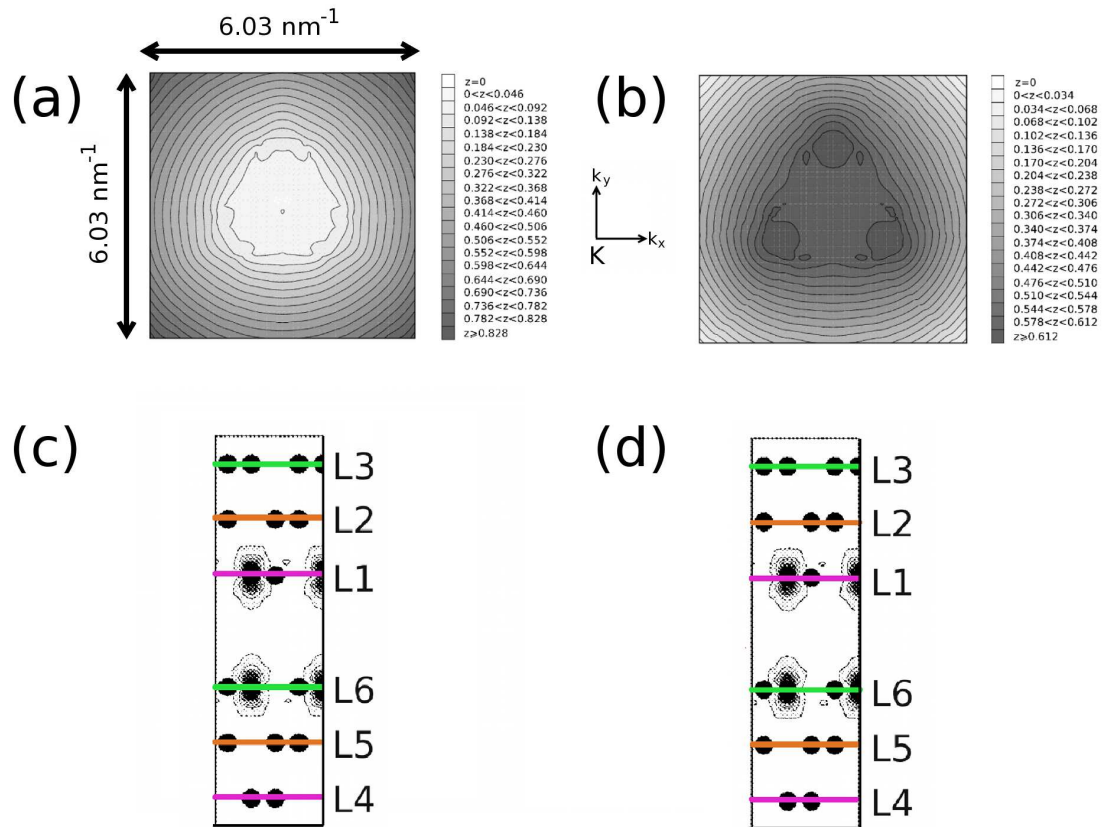 6.03 nm-1
(a)
6.03 nm-1
z=0
0<z<0.046
0.046<z<0.092
0.092<z<0.138
0.138<z<0.184
0.184<z<0.230
0.230<z<0.276
0.276<z<0.322
0.322<z<0.368
0.368<z<0.414
0.414<z<0.460
0.460<z<0.506
0.506<z<0.552
0.552<z<0.598
0.598<z<0.644
0.644<z<0.690
0.690<z<0.736
0.736<z<0.782
0.782<z<0.828
z⩾0.828
(b)
ky
K
kx
z=0
0<z<0.034
0.034<z<0.068
0.068<z<0.102
0.102<z<0.136
0.136<z<0.170
0.170<z<0.204
0.204<z<0.238
0.238<z<0.272
0.272<z<0.306
0.306<z<0.340
0.340<z<0.374
0.374<z<0.408
0.408<z<0.442
0.442<z<0.476
0.476<z<0.510
0.510<z<0.544
0.544<z<0.578
0.578<z<0.612
z⩾0.612
(c)
L3
L2
L1
L6
L5
L4
(d)
L3
L2
L1
L6
L5
L4